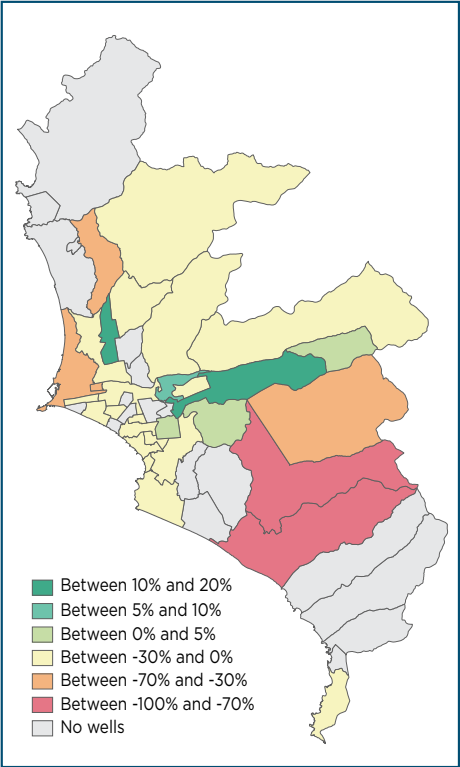 Between 10% and 20%
Between 5% and 10%
Between 0% and 5%
Between -30% and 0%
Between -70% and -30%
Between -100% and -70%
No wells